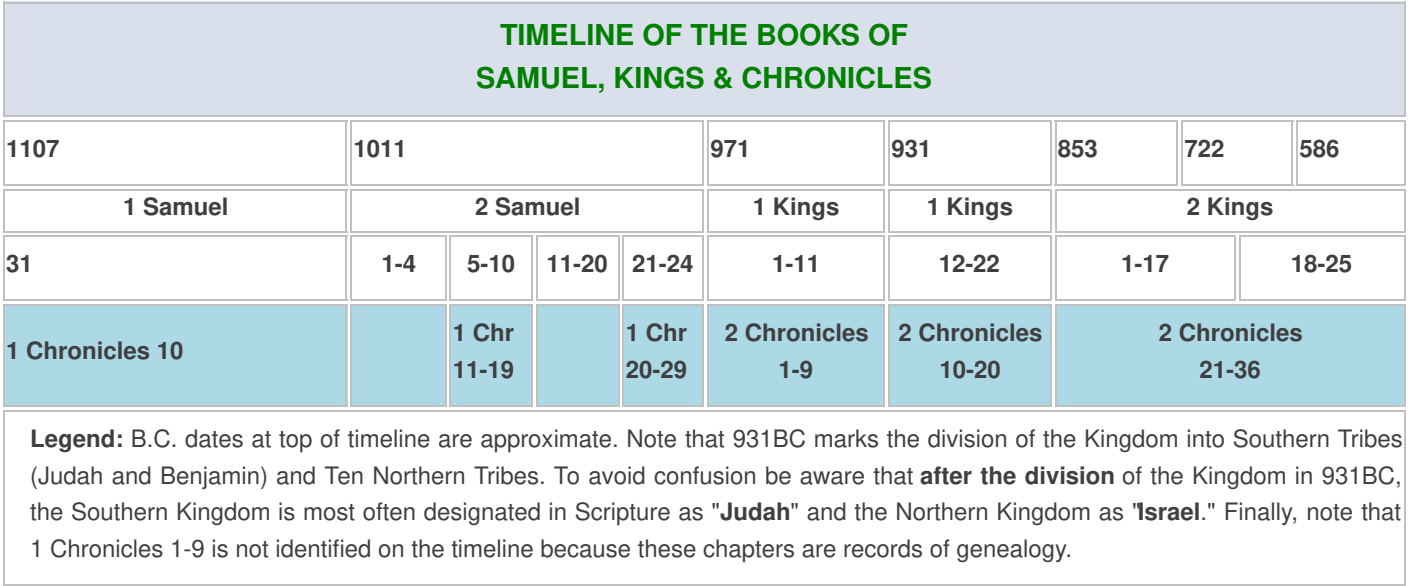 TIMELINE OF THE BOOKS OF
SAMUEL, KINGS & CHRONICLES
1107 1011 971 931 853 722 586
1 Samuel 2 Samuel 1 Kings 1 Kings 2 Kings
31 1-4 5-10 11-20 21-24 1-11 12-22 1-17 18-25
1 Chronicles 10 1 Chr 11-19 1 Chr 20-29 2 Chronicles 1-9 2 Chronicles 10-20 2 Chronicles 21-36
Legend: B.C. dates at top of timeline are approximate. Note that 931BC marks the division of the Kingdom into Southern Tribes
(Judah and Benjamin) and Ten Northern Tribes. To avoid confusion be aware that after the division of the Kingdom in 931BC,
the Southern Kingdom is most often designated in Scripture as "Judah" and the Northern Kingdom as "Israel." Finally, note that
1 Chronicles 1-9 is not identified on the timeline because these chapters are records of genealogy.